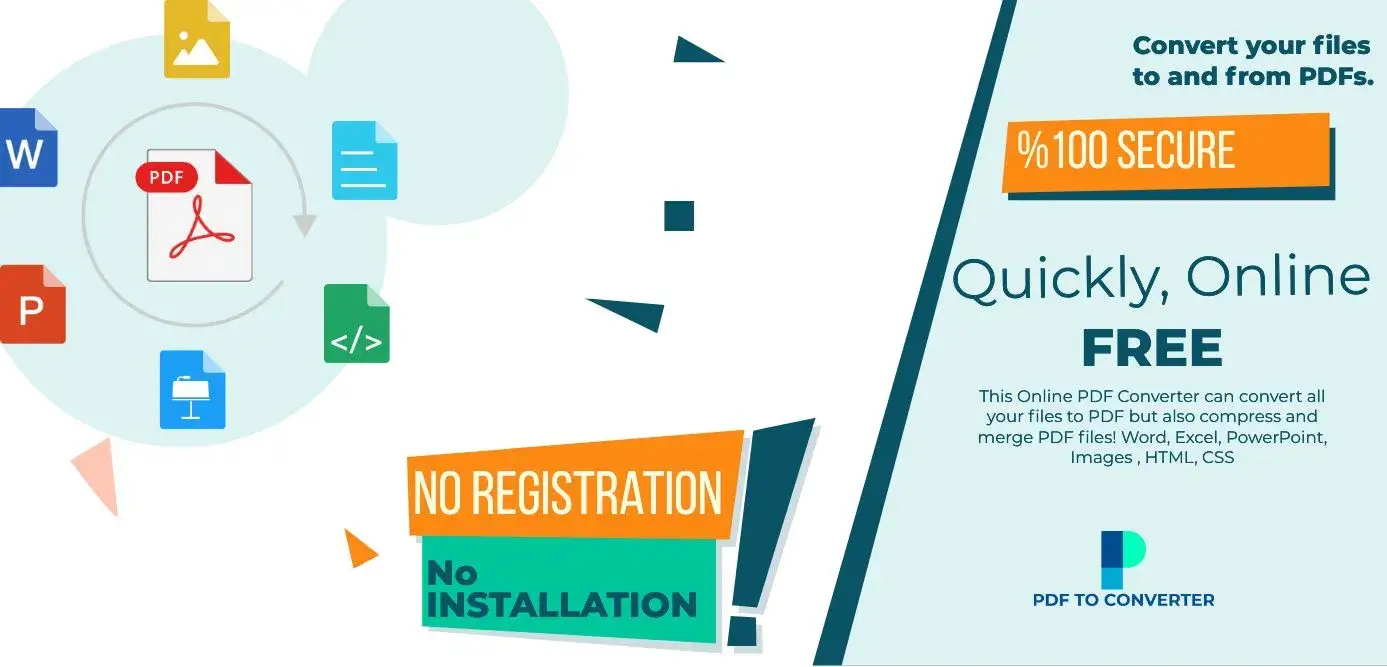 W
PDF
P
</>
NO REGISTRATION
No
INSTALLATION
!
Convert your files
to and from PDFs.
%100 SECURE
Quickly, Online
FREE
This Online PDF Converter can convert all
your files to PDF but also compress and
merge PDF files! Word, Excel, PowerPoint,
Images , HTML, CSS
PDF TO CONVERTER